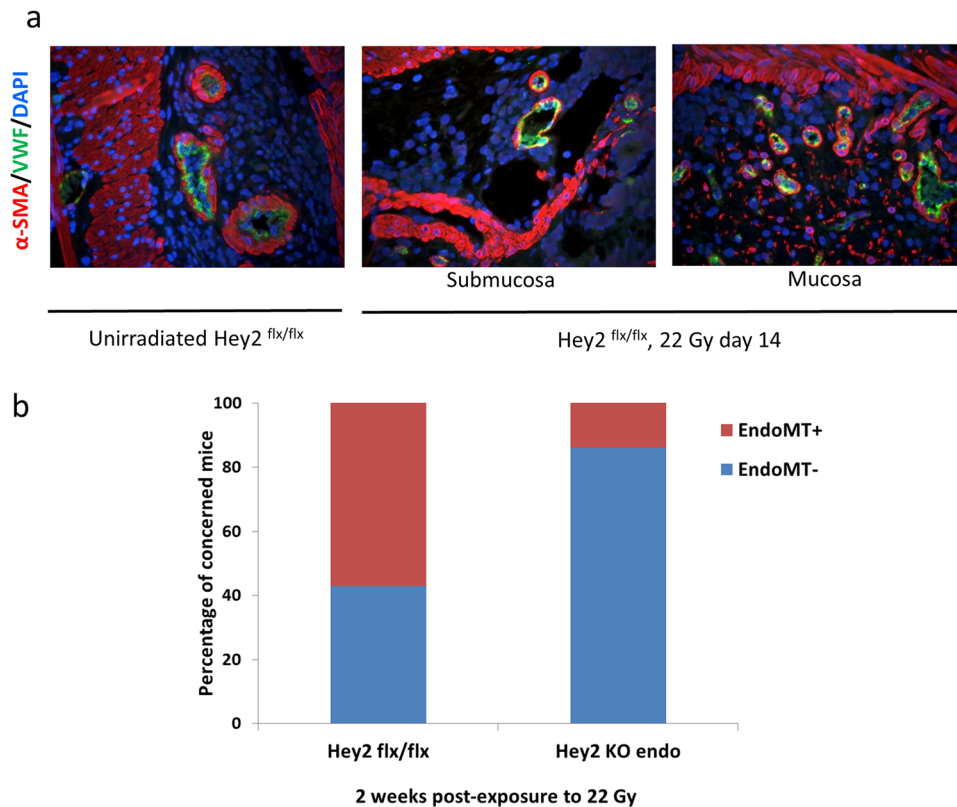 a
α-SMA/VWF/DAPI
Submucosa
Mucosa
Unirradiated Hey2 flx/flx
Hey2 flx/flx, 22 Gy day 14
b
Percentage of concerned mice
100
80
60
40
20
0
EndoMT+
EndoMT-
Hey2 flx/flx
Hey2 KO endo
2 weeks post-exposure to 22 Gy